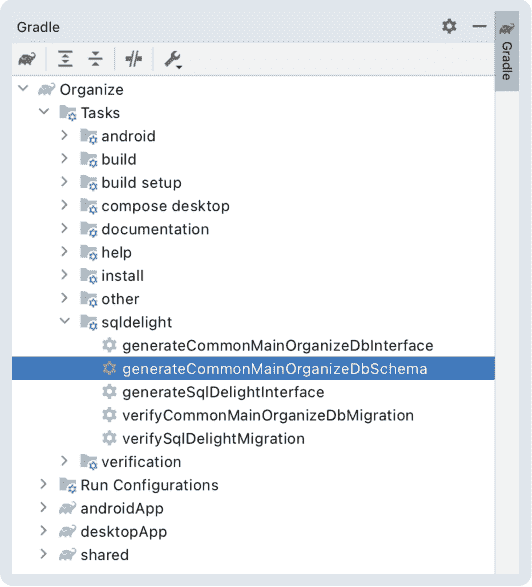 Gradle
Gradle
Organize
Tasks
android
build
build setup
compose desktop
documentation
help
install
other
sqldelight
generateCommonMainOrganizeDbInterface
generateCommonMainOrganizeDbSchema
generateSqlDelightInterface
verifyCommonMainOrganizeDbMigration
verifySqlDelightMigration
verification
Run Configurations
androidApp
desktopApp
shared